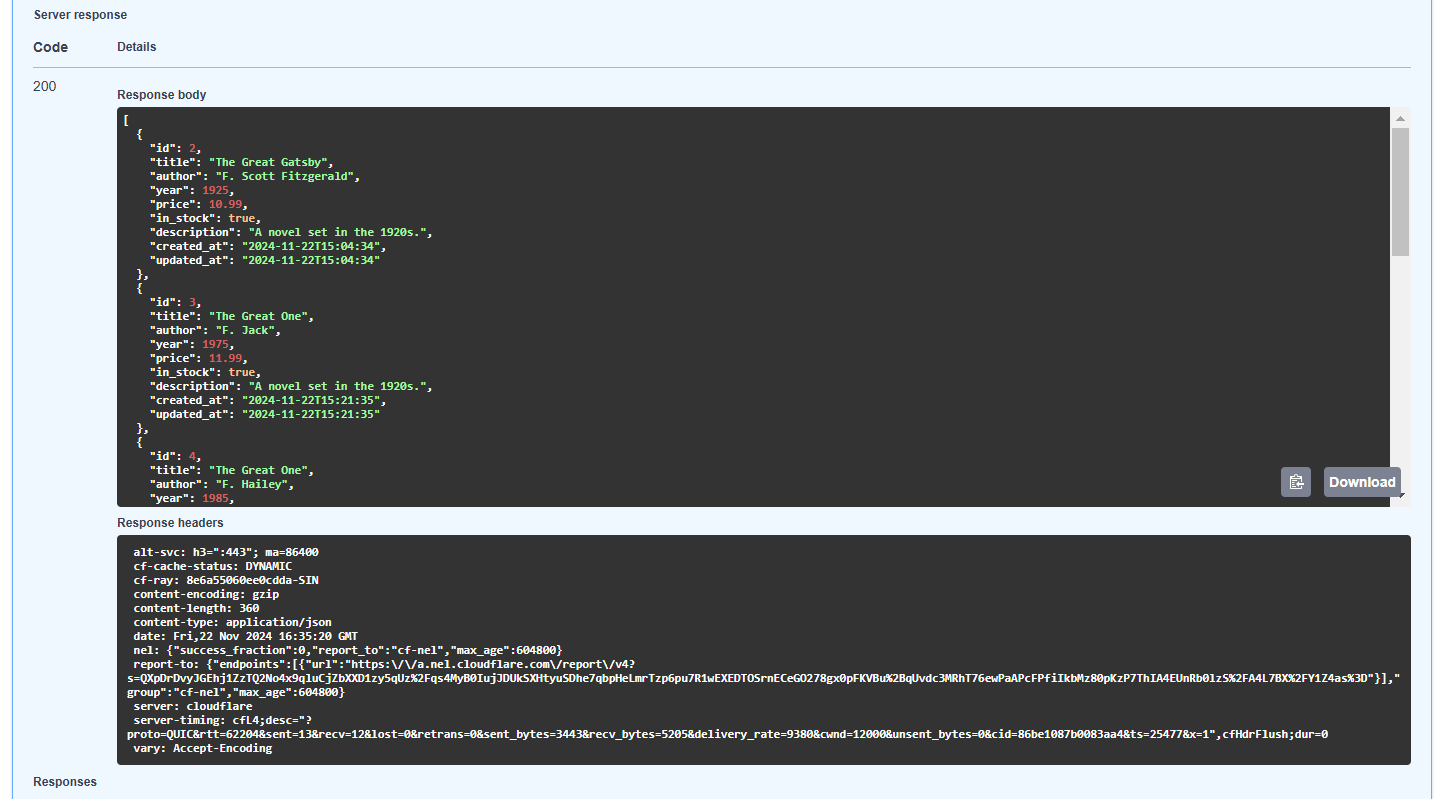 Server response
Code Details
200
Response body
[
  {
    "id": 2,
    "title": "The Great Gatsby",
    "author": "F. Scott Fitzgerald",
    "year": 1925,
    "price": 10.99,
    "in_stock": true,
    "description": "A novel set in the 1920s.",
    "created_at": "2024-11-22T15:04:34",
    "updated_at": "2024-11-22T15:04:34"
  },
  {
    "id": 3,
    "title": "The Great One",
    "author": "F. Jack",
    "year": 1975,
    "price": 11.99,
    "in_stock": true,
    "description": "A novel set in the 1920s.",
    "created_at": "2024-11-22T15:21:35",
    "updated_at": "2024-11-22T15:21:35"
  },
  {
    "id": 4,
    "title": "The Great One",
    "author": "F. Hailey",
    "year": 1985,
Download
Response headers
alt-svc: h3=":443"; ma=86400
cf-cache-status: DYNAMIC
cf-ray: 8e6a55060ee0cdda-SIN
content-encoding: gzip
content-length: 360
content-type: application/json
date: Fri,22 Nov 2024 16:35:20 GMT
nel: {"success_fraction":0,"report_to":"cf-nel","max_age":604800}
report-to: {"endpoints":[{"url":"https:\/\/a.nel.cloudflare.com\/report\/v4?
s=QXpDrDvyJGEhj1ZzTQ2No4x9qluCjZbXXD1zy5qUz%2Fqs4MyB0IujJDUkSXHtyuSDhe7qbpHeLmrTzp6pu7R1wEXEDTOSrnECeGO278gx0pFKVBu%2BqUvdc3MRhT76ewPaAPcFPfiIkbMz80pKzP7ThIA4EUnRb0lzS%2FA4L7BX%2FY1Z4as%3D"}],"
group":"cf-nel","max_age":604800}
server: cloudflare
server-timing: cfL4;desc="?
proto=QUIC&rtt=62204&sent=13&recv=12&lost=0&retrans=0&sent_bytes=3443&recv_bytes=5205&delivery_rate=9380&cwnd=12000&unsent_bytes=0&cid=86be1087b0083aa4&ts=25477&x=1",cfHdrFlush;dur=0
vary: Accept-Encoding
Responses